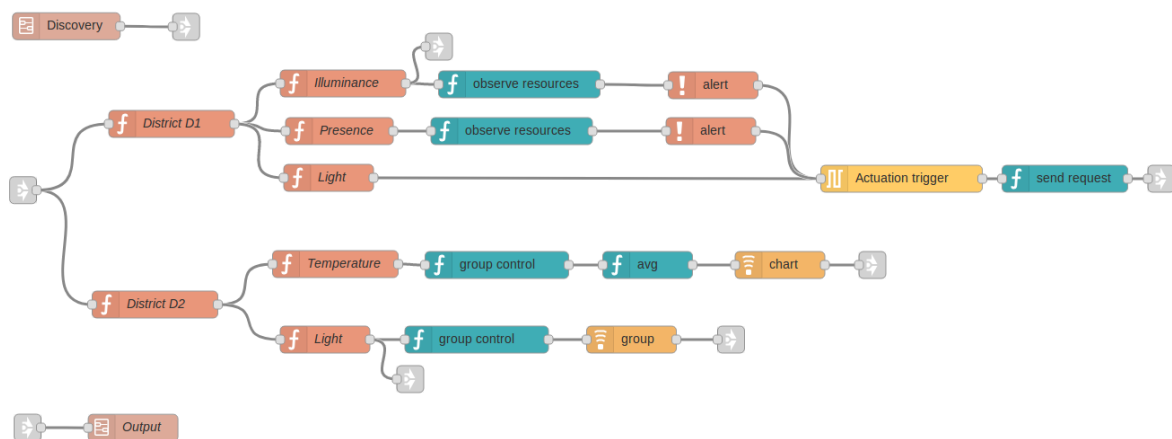 Discovery
Illuminance
observe resources
alert
District D1
Presence
observe resources
alert
Light
Actuation trigger
send request
Temperature
group control
avg
chart
District D2
Light
group control
group
Output